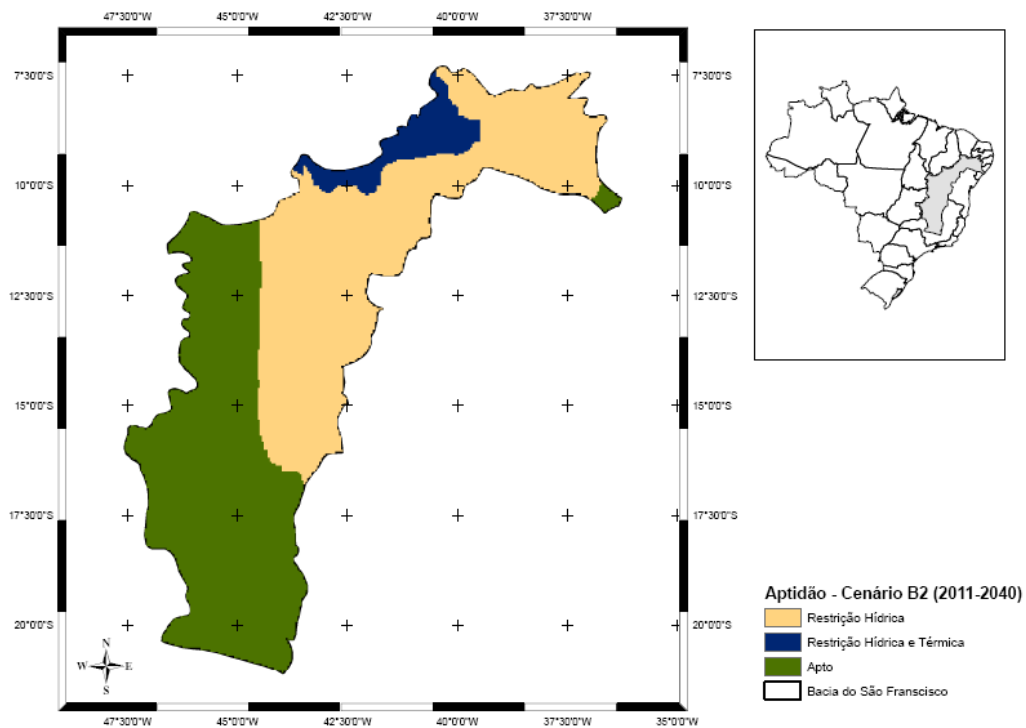 47°30'0"W 45°0'0"W 42°30'0"W 40°0'0"W 37°30'0"W
7°30'0"S 7°30'0"S
10°0'0"S 10°0'0"S
12°30'0"S 12°30'0"S
15°0'0"S 15°0'0"S
17°30'0"S 17°30'0"S
20°0'0"S 20°0'0"S
N
W E
S
47°30'0"W 45°0'0"W 42°30'0"W 40°0'0"W 37°30'0"W 35°0'0"W
Aptidão - Cenário B2 (2011-2040)
Restrição Hídrica
Restrição Hídrica e Térmica
Apto
Bacia do São Franscisco